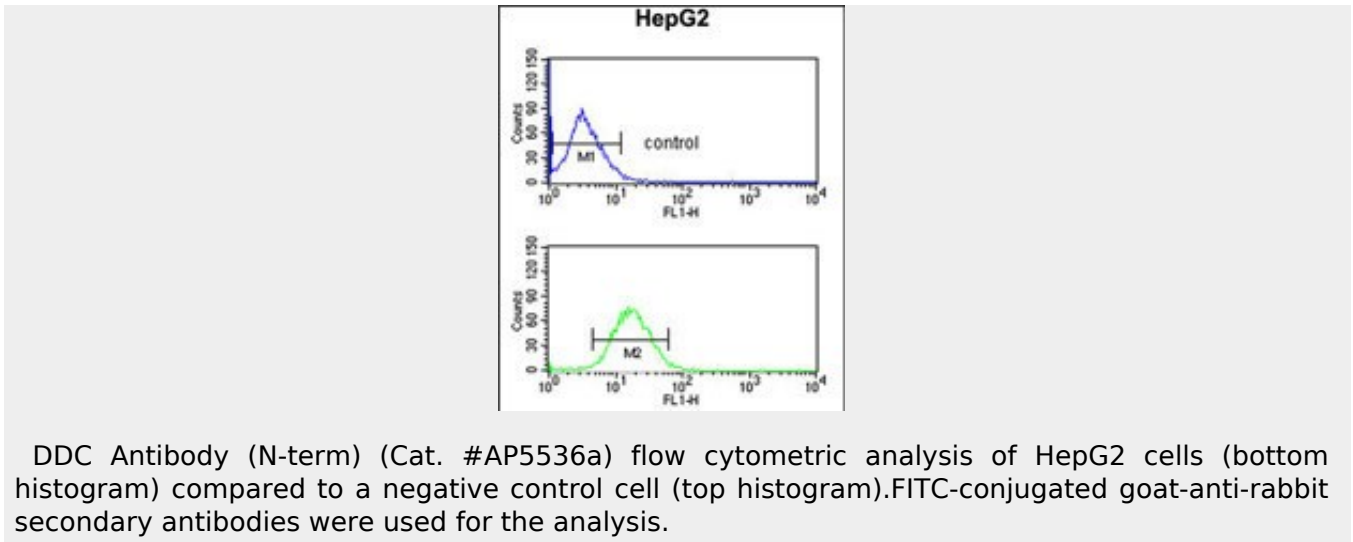 HepG2
150
120
90
60
30
0
Counts
M1
control
10^0 10^1 10^2 10^3 10^4
FL1-H
150
120
90
60
30
0
Counts
M2
10^0 10^1 10^2 10^3 10^4
FL1-H
DDC Antibody (N-term) (Cat. #AP5536a) flow cytometric analysis of HepG2 cells (bottom
histogram) compared to a negative control cell (top histogram).FITC-conjugated goat-anti-rabbit
secondary antibodies were used for the analysis.